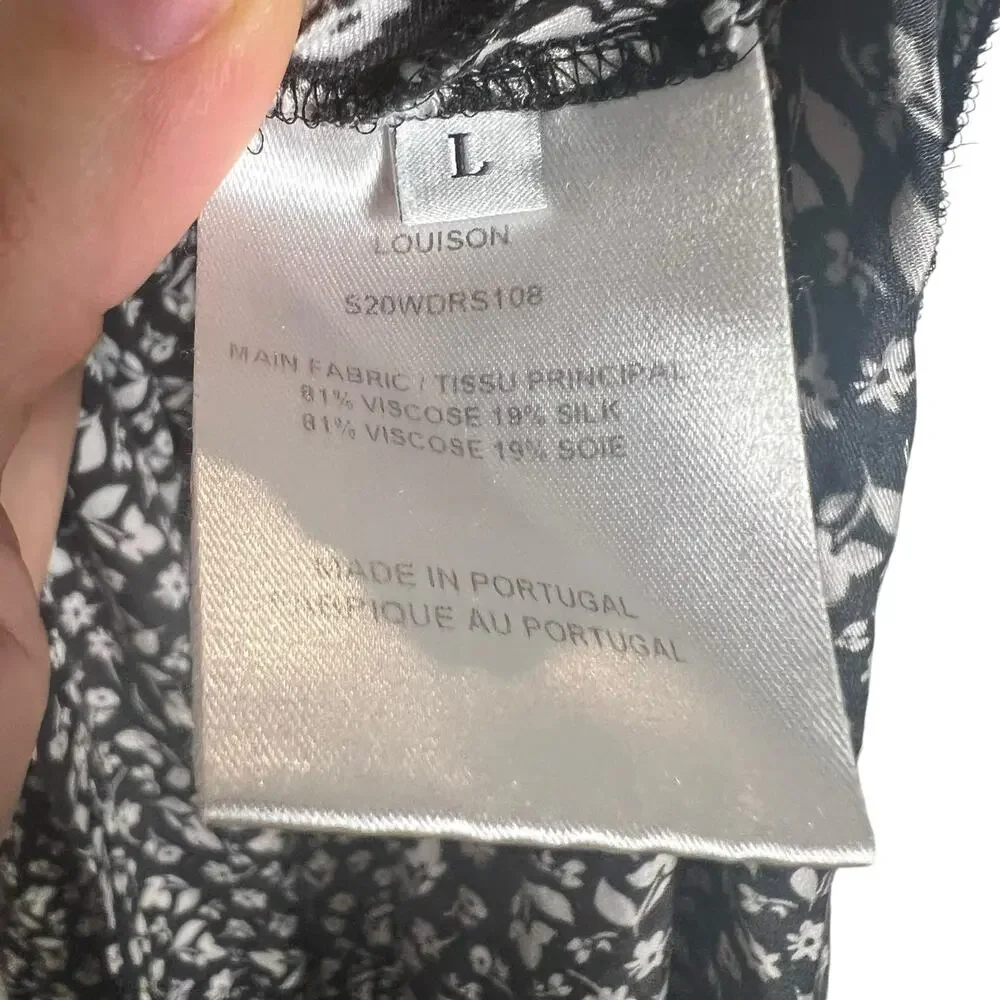 L
LOUISON
S20WDRS108
MAIN FABRIC / TISSU PRINCIPAL
81% VISCOSE 19% SILK
81% VISCOSE 19% SOIE
MADE IN PORTUGAL
FABRIQUE AU PORTUGAL